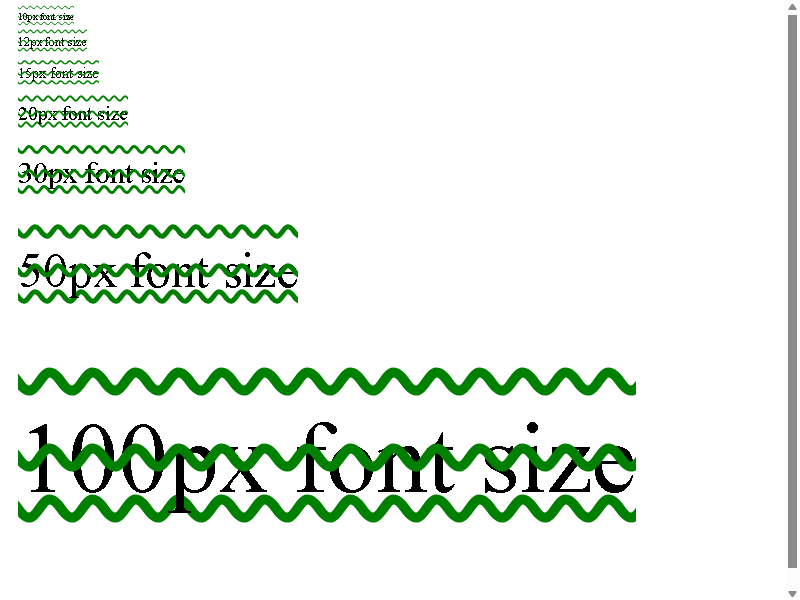 10px font size
12px font size
15px font size
20px font size
30px font size
50px font size
100px font size